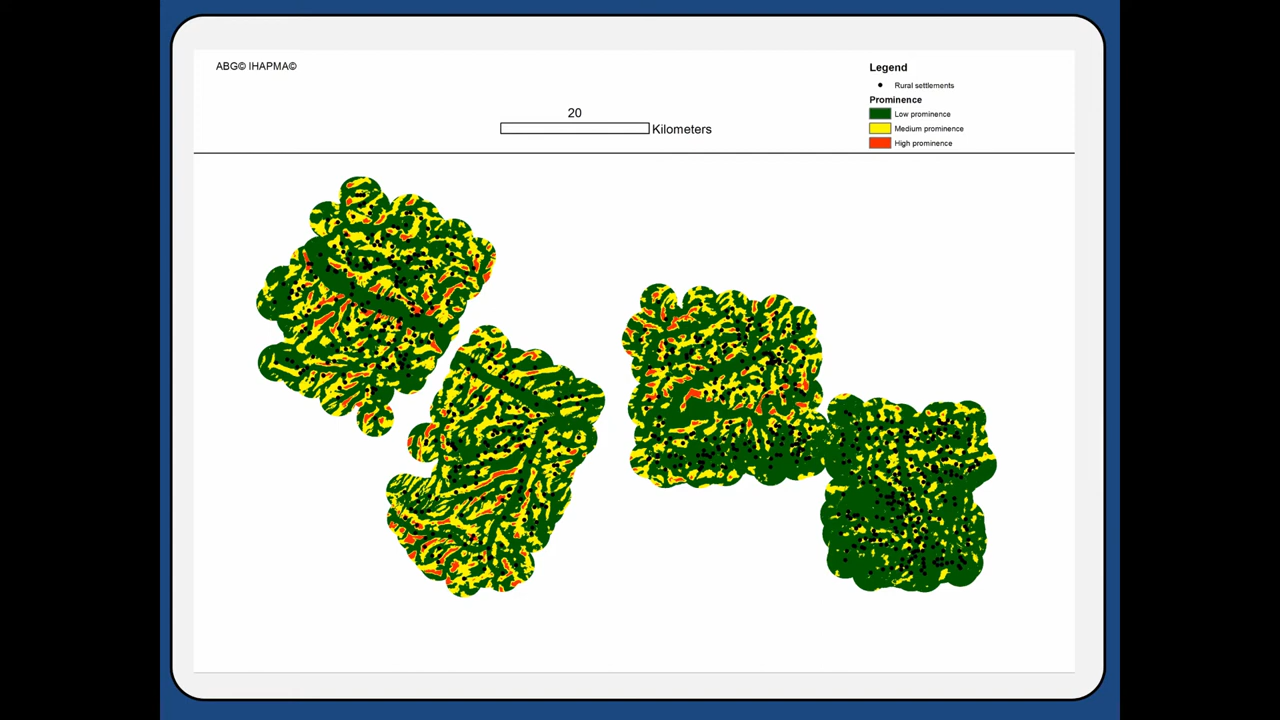 ABG© IHAPMA©
20
Kilometers
Legend
Rural settlements
Prominence
Low prominence
Medium prominence
High prominence